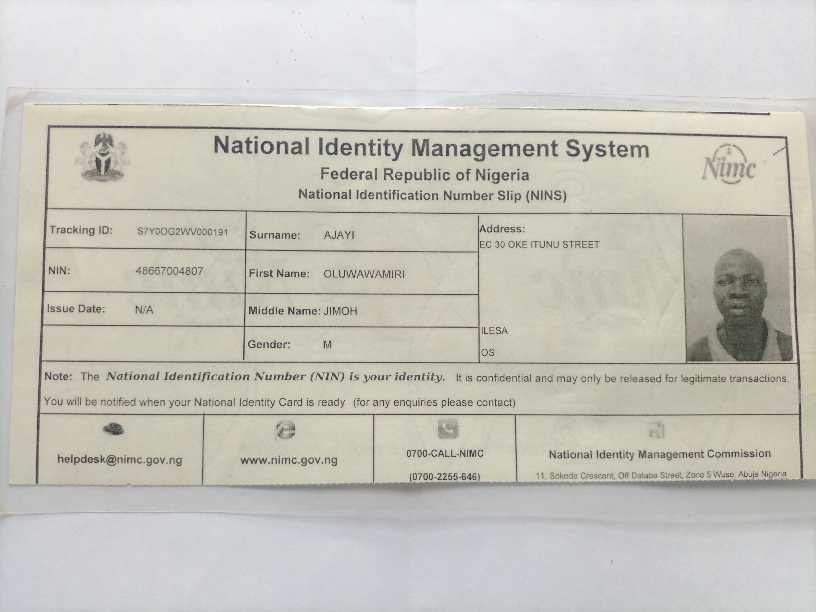 National Identity Management System
Federal Republic of Nigeria
National Identification Number Slip (NINS)
Nimc
Tracking ID: S7Y0OG2WV000191
Surname: AJAYI
Address:
EC 30 OKE ITUNU STREET
NIN: 48667004807
First Name: OLUWAWAMIRI
Issue Date: N/A
Middle Name: JIMOH
ILESA
Gender: M
OS
Note: The National Identification Number (NIN) is your identity. It is confidential and may only be released for legitimate transactions.
You will be notified when your National Identity Card is ready (for any enquiries please contact)
helpdesk@nimc.gov.ng
www.nimc.gov.ng
0700-CALL-NIMC
(0700-2255-646)
National Identity Management Commission
11, Sokode Crescent, Off Dalaba Street, Zone 5 Wuse, Abuja Nigeria